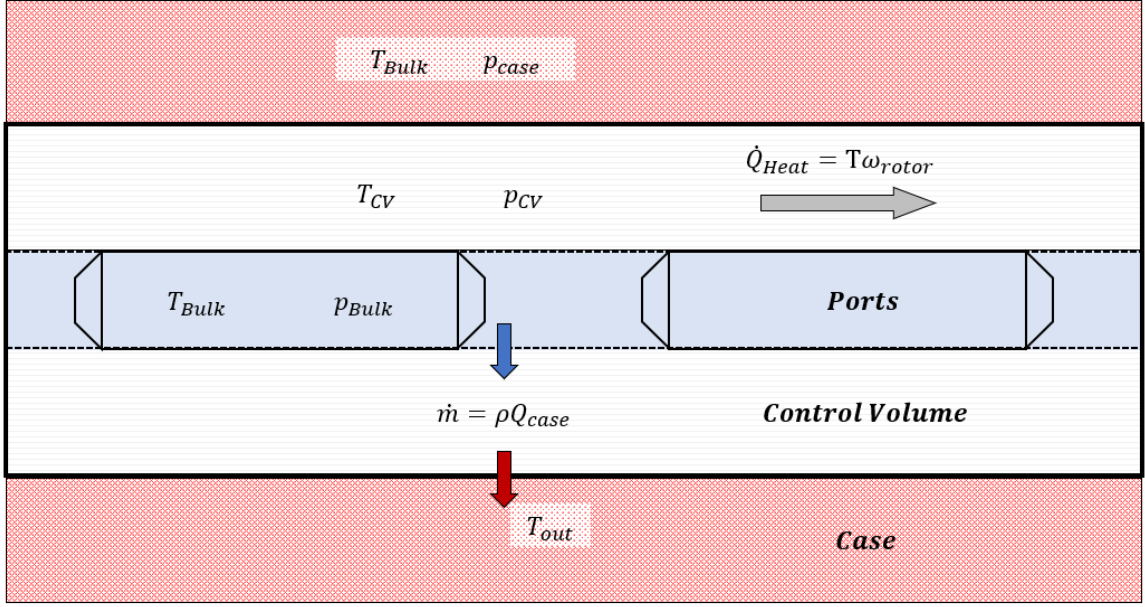 T_Bulk p_case
Q̇_Heat = Tω_rotor
T_CV p_CV
T_Bulk p_Bulk Ports
ṁ = ρQ_case Control Volume
T_out
Case